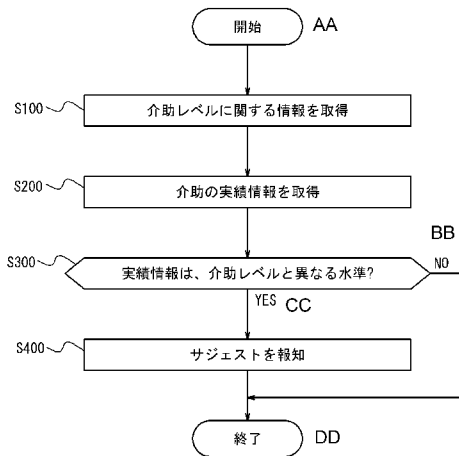 開始 AA
S100 介助レベルに関する情報を取得
S200 介助の実績情報を取得
BB
S300 実績情報は、介助レベルと異なる水準? NO
YES CC
S400 サジェストを報知
終了 DD